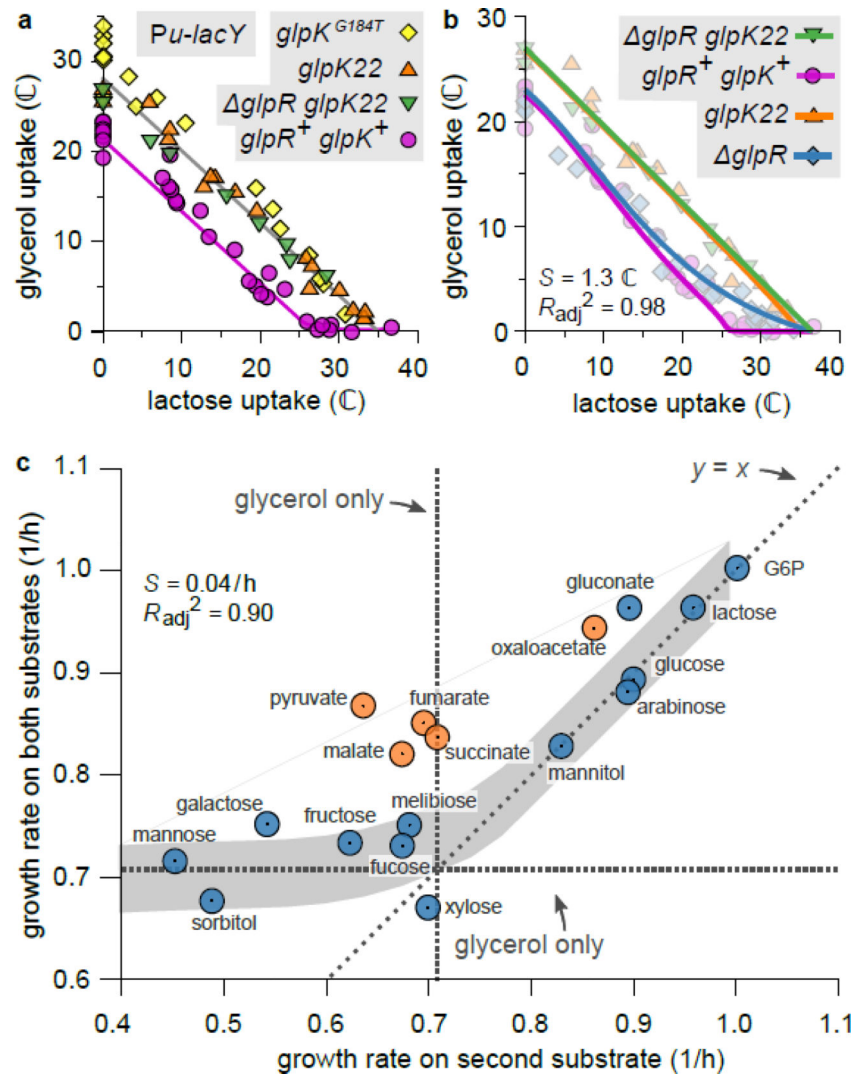 a
Pu-lacY
glpK^G184T
glpK22
ΔglpR glpK22
glpR⁺ glpK⁺
glycerol uptake (ℂ)
30
20
10
0
0 10 20 30 40
lactose uptake (ℂ)
b
ΔglpR glpK22
glpR⁺ glpK⁺
glpK22
ΔglpR
glycerol uptake (ℂ)
30
20
10
0
S = 1.3 ℂ
R_adj² = 0.98
0 10 20 30 40
lactose uptake (ℂ)
c
growth rate on both substrates (1/h)
1.1
1.0
0.9
0.8
0.7
0.6
glycerol only
y = x
S = 0.04/h
R_adj² = 0.90
gluconate
G6P
lactose
oxaloacetate
glucose
arabinose
pyruvate
fumarate
malate
succinate
mannitol
galactose
fructose
melibiose
mannose
fucose
sorbitol
xylose
glycerol only
0.4 0.5 0.6 0.7 0.8 0.9 1.0 1.1
growth rate on second substrate (1/h)